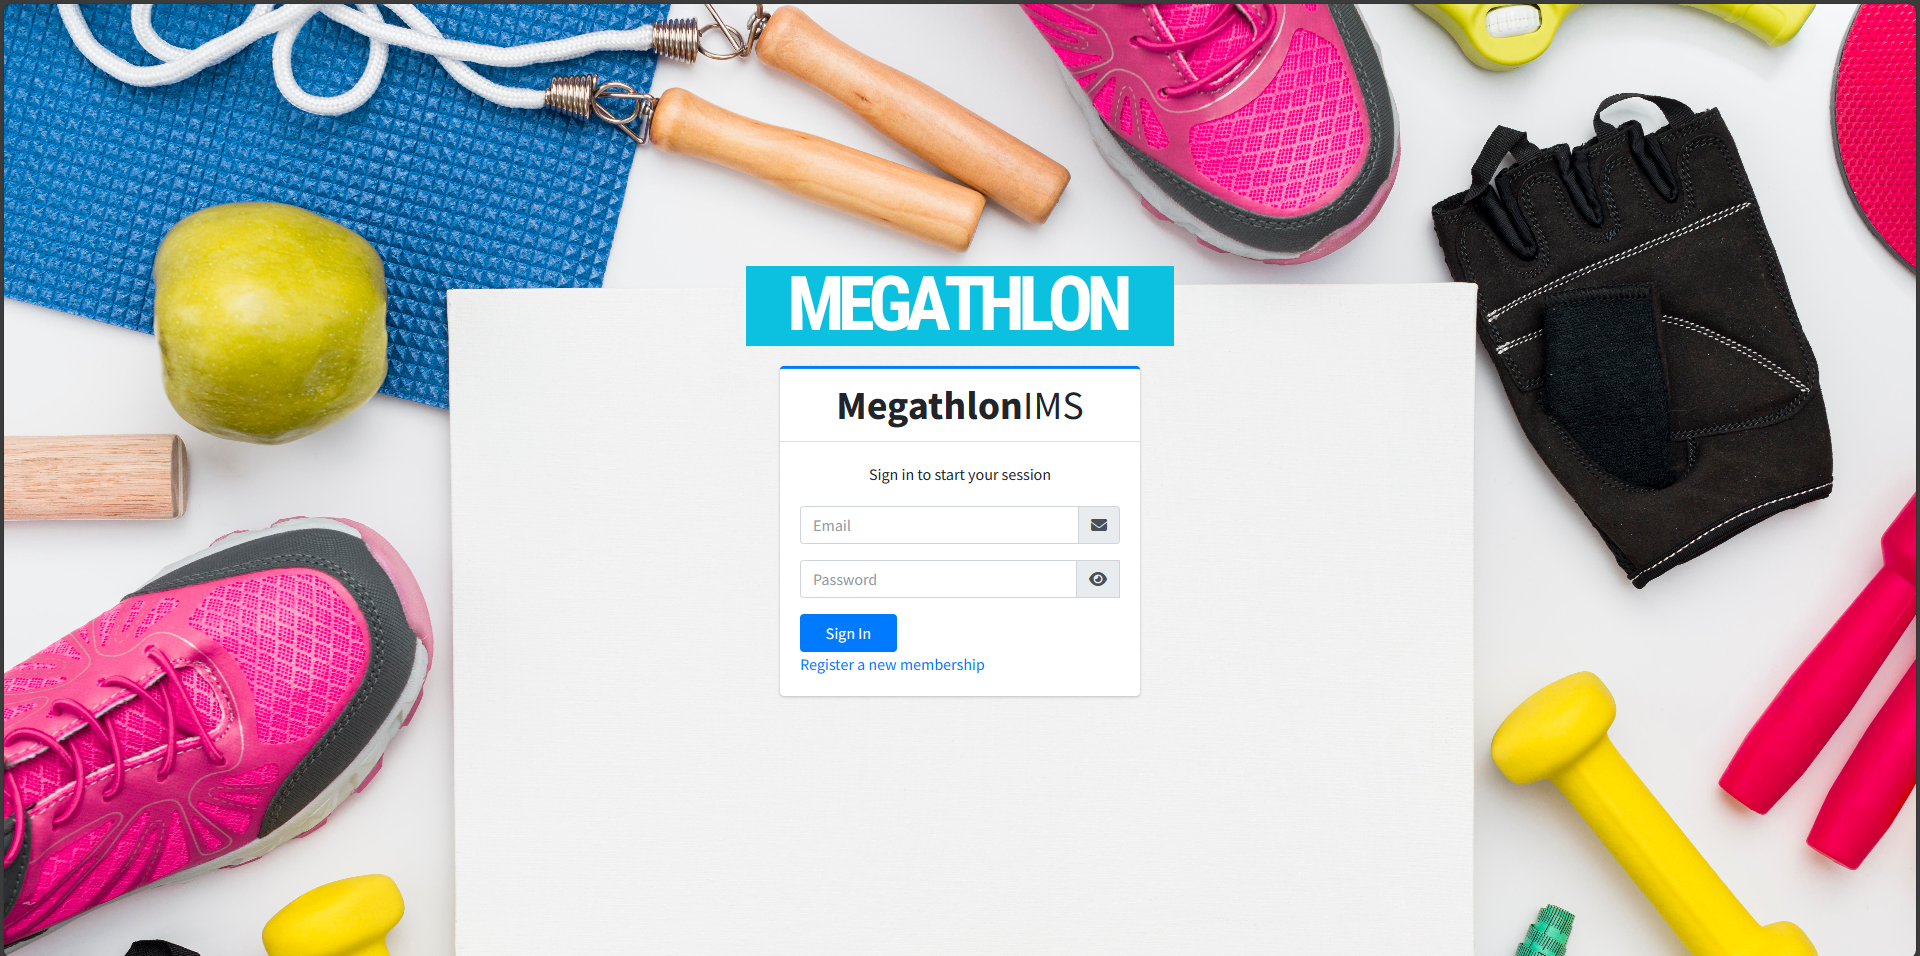 MEGATHLON
MegathlonIMS
Sign in to start your session
Email
Password
Sign In
Register a new membership